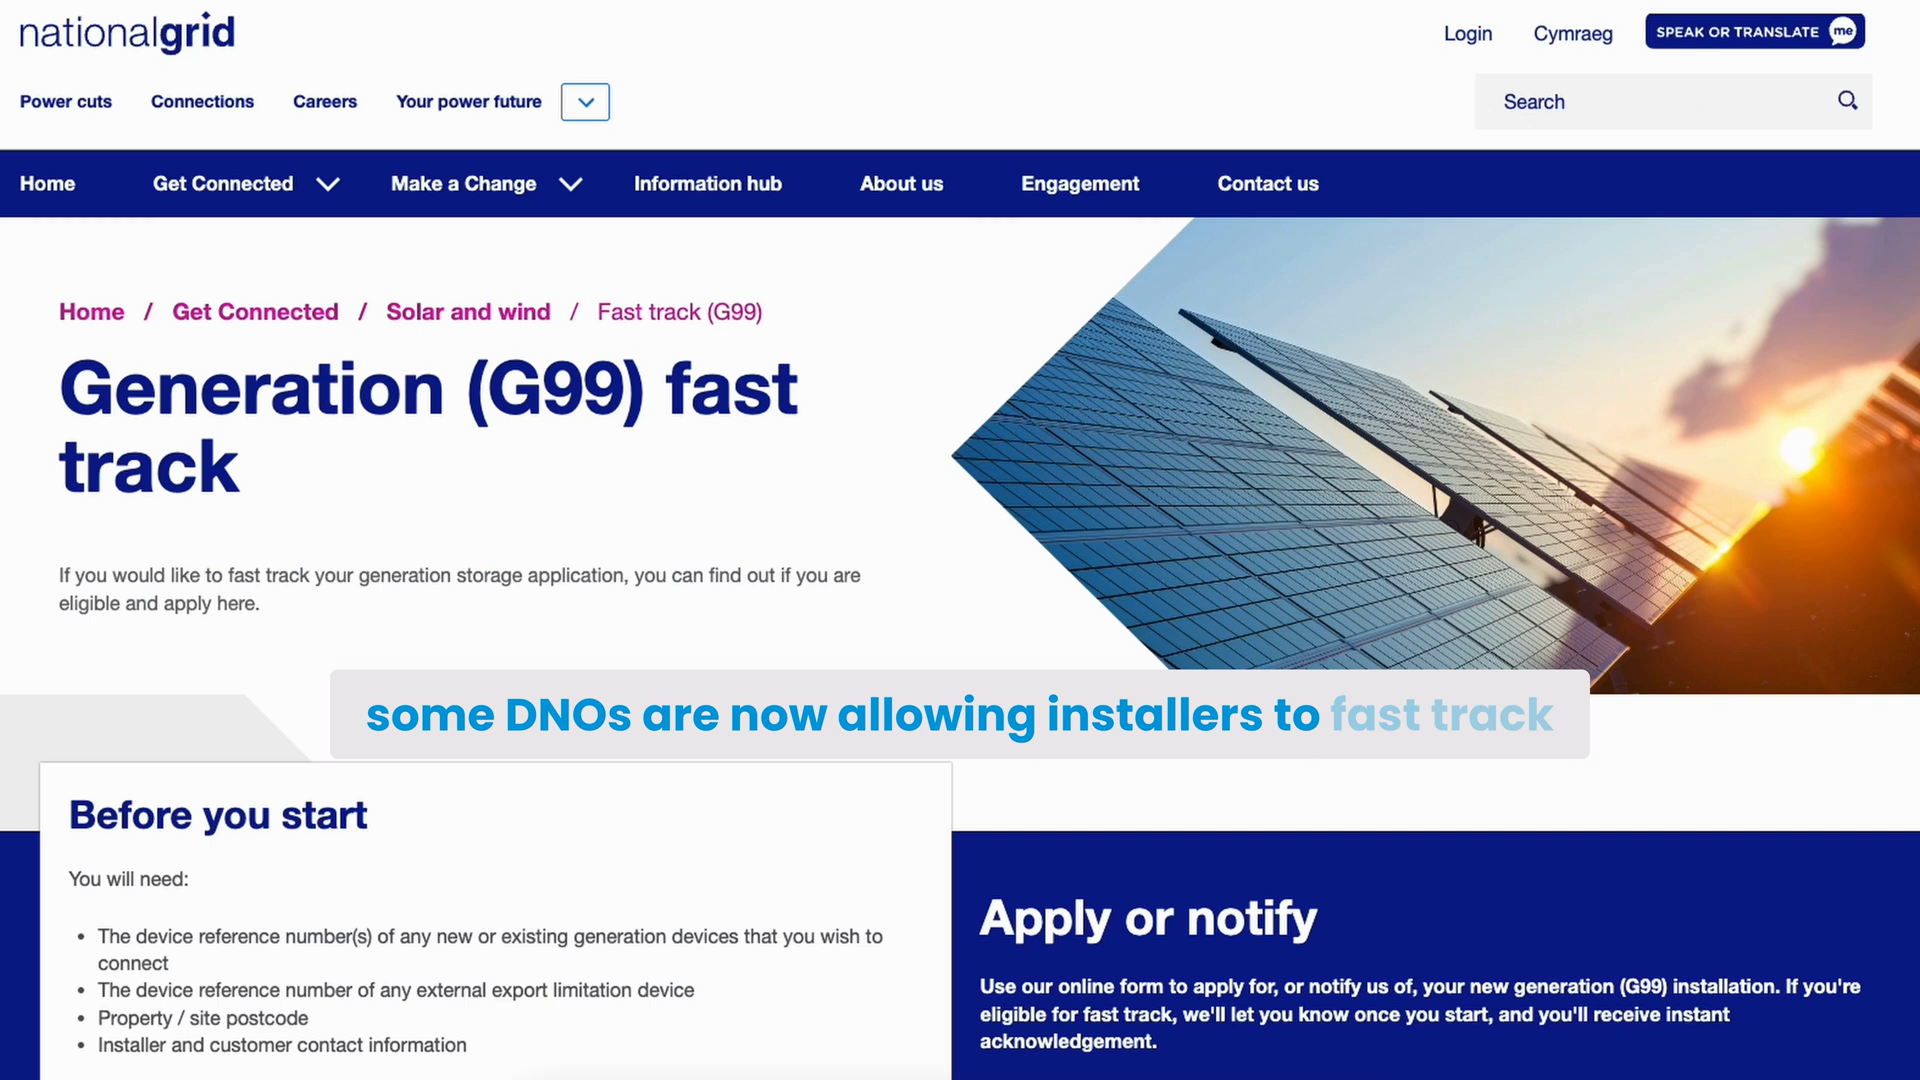 nationalgrid
Login
Cymraeg
SPEAK OR TRANSLATE me
Power cuts
Connections
Careers
Your power future
Search
Home
Get Connected
Make a Change
Information hub
About us
Engagement
Contact us
Home / Get Connected / Solar and wind / Fast track (G99)
Generation (G99) fast
track
If you would like to fast track your generation storage application, you can find out if you are
eligible and apply here.
some DNOs are now allowing installers to fast track
Before you start
You will need:
• The device reference number(s) of any new or existing generation devices that you wish to
connect
• The device reference number of any external export limitation device
• Property / site postcode
• Installer and customer contact information
Apply or notify
Use our online form to apply for, or notify us of, your new generation (G99) installation. If you're
eligible for fast track, we'll let you know once you start, and you'll receive instant
acknowledgement.